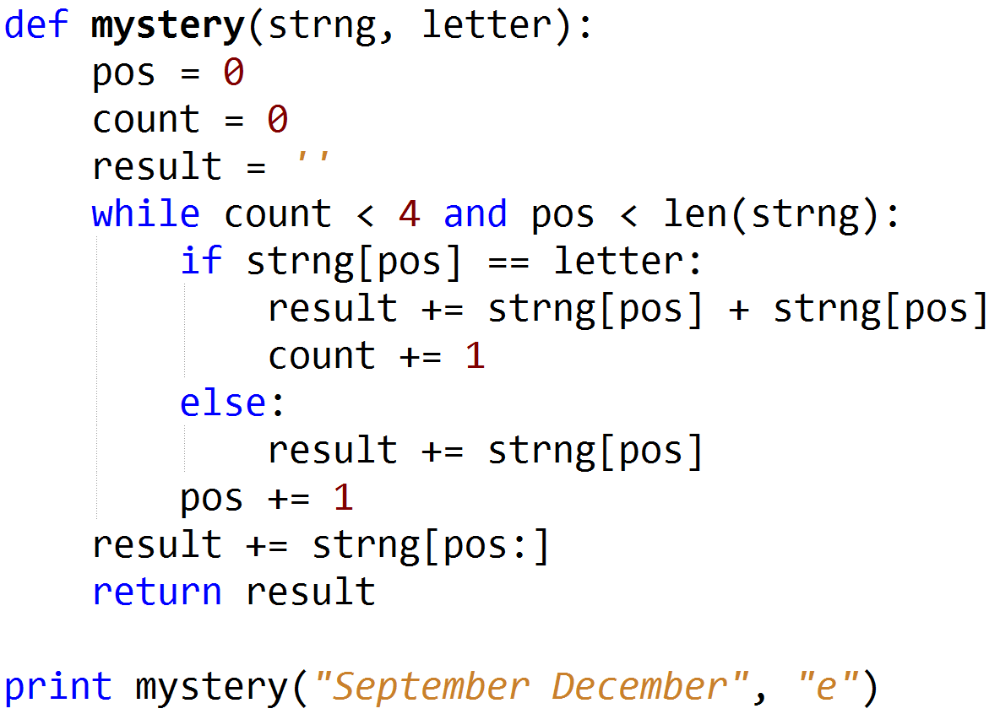 def mystery(strng, letter):
    pos = 0
    count = 0
    result = ''
    while count < 4 and pos < len(strng):
        if strng[pos] == letter:
            result += strng[pos] + strng[pos]
            count += 1
        else:
            result += strng[pos]
        pos += 1
    result += strng[pos:]
    return result

print mystery("September December", "e")